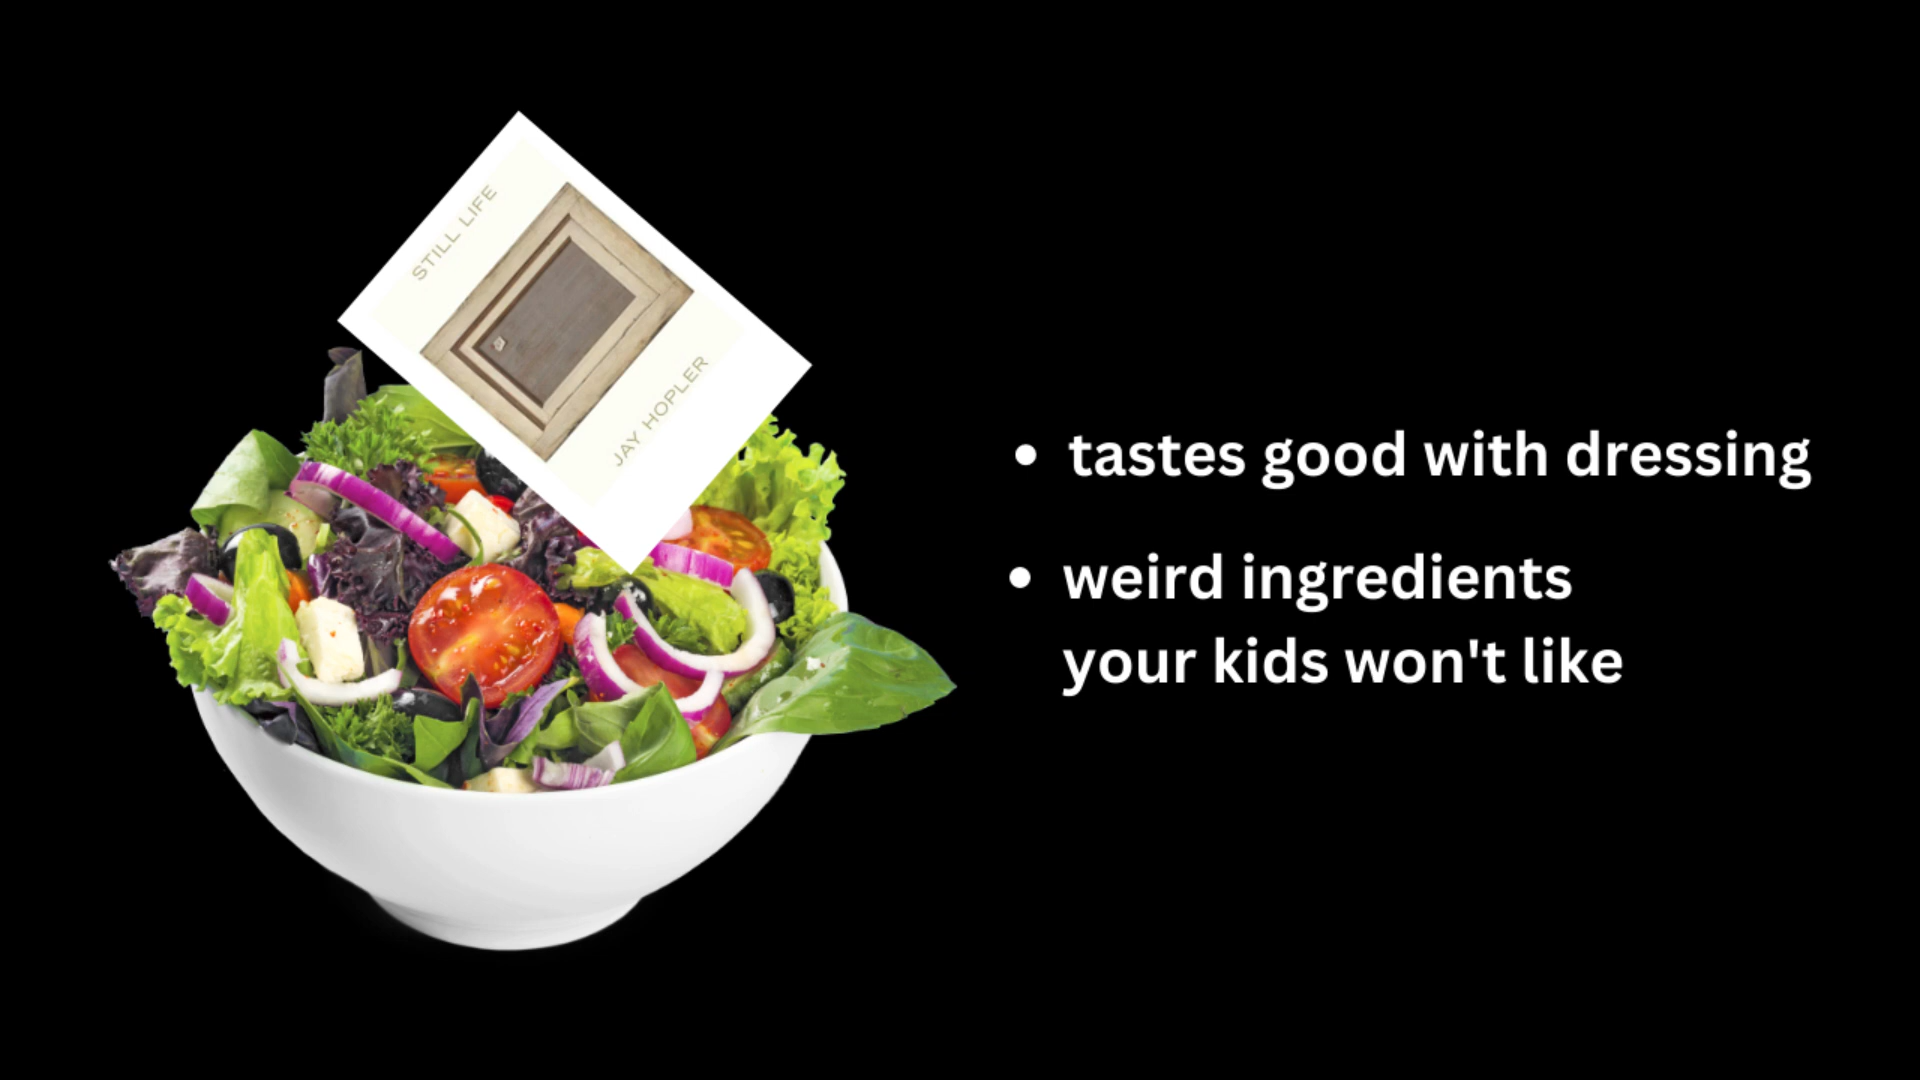 STILL LIFE
JAY HOPLER
• tastes good with dressing
• weird ingredients
your kids won't like